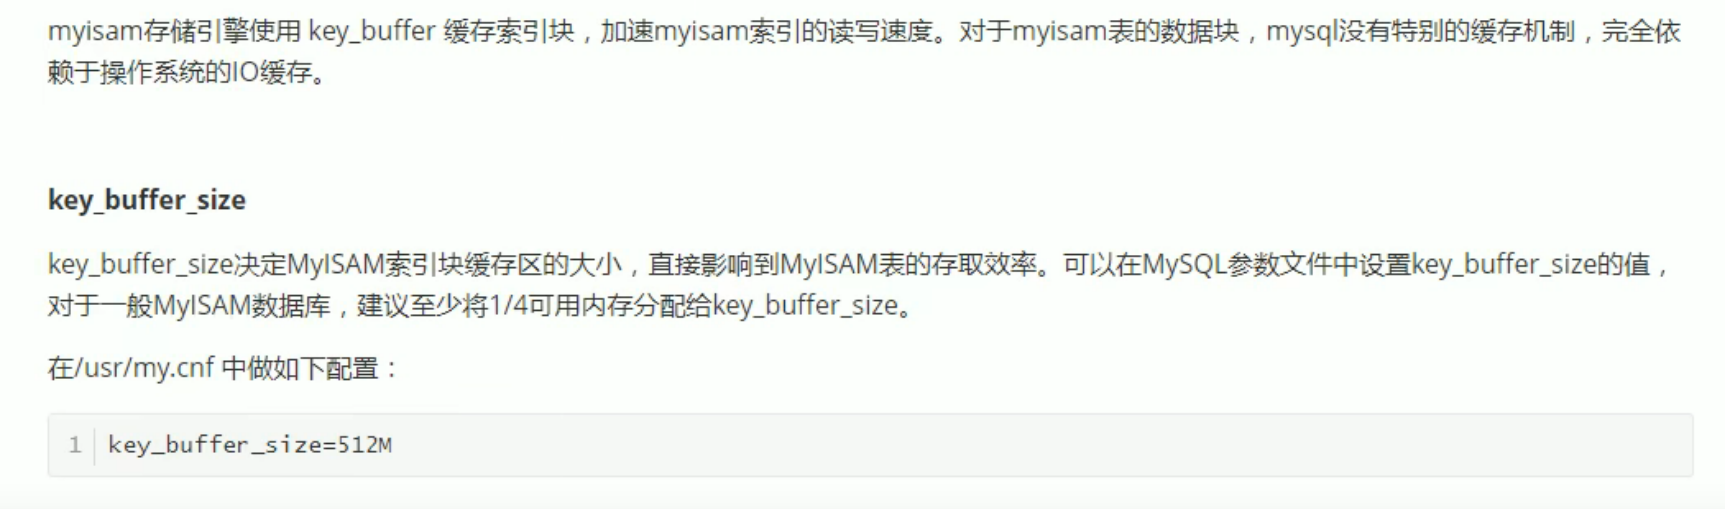 myisam存储引擎使用 key_buffer 缓存索引块，加速myisam索引的读写速度。对于myisam表的数据块，mysql没有特别的缓存机制，完全依
赖于操作系统的IO缓存。
key_buffer_size
key_buffer_size决定MyISAM索引块缓存区的大小，直接影响到MyISAM表的存取效率。可以在MySQL参数文件中设置key_buffer_size的值，
对于一般MyISAM数据库，建议至少将1/4可用内存分配给key_buffer_size。
在/usr/my.cnf 中做如下配置：
1 key_buffer_size=512M